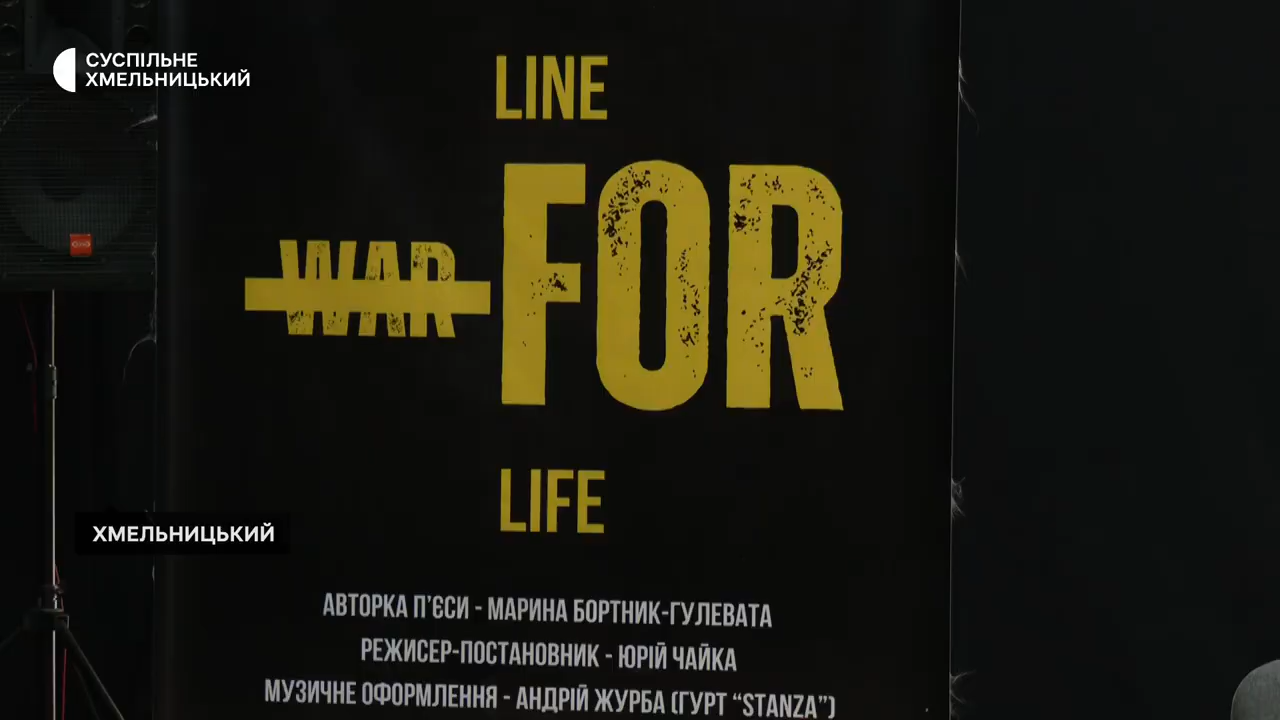 СУСПІЛЬНЕ
ХМЕЛЬНИЦЬКИЙ
LINE
WAR FOR
LIFE
ХМЕЛЬНИЦЬКИЙ
АВТОРКА П’ЄСИ - МАРИНА БОРТНИК-ГУЛЕВАТА
РЕЖИСЕР-ПОСТАНОВНИК - ЮРІЙ ЧАЙКА
МУЗИЧНЕ ОФОРМЛЕННЯ - АНДРІЙ ЖУРБА (ГУРТ “STANZA”)